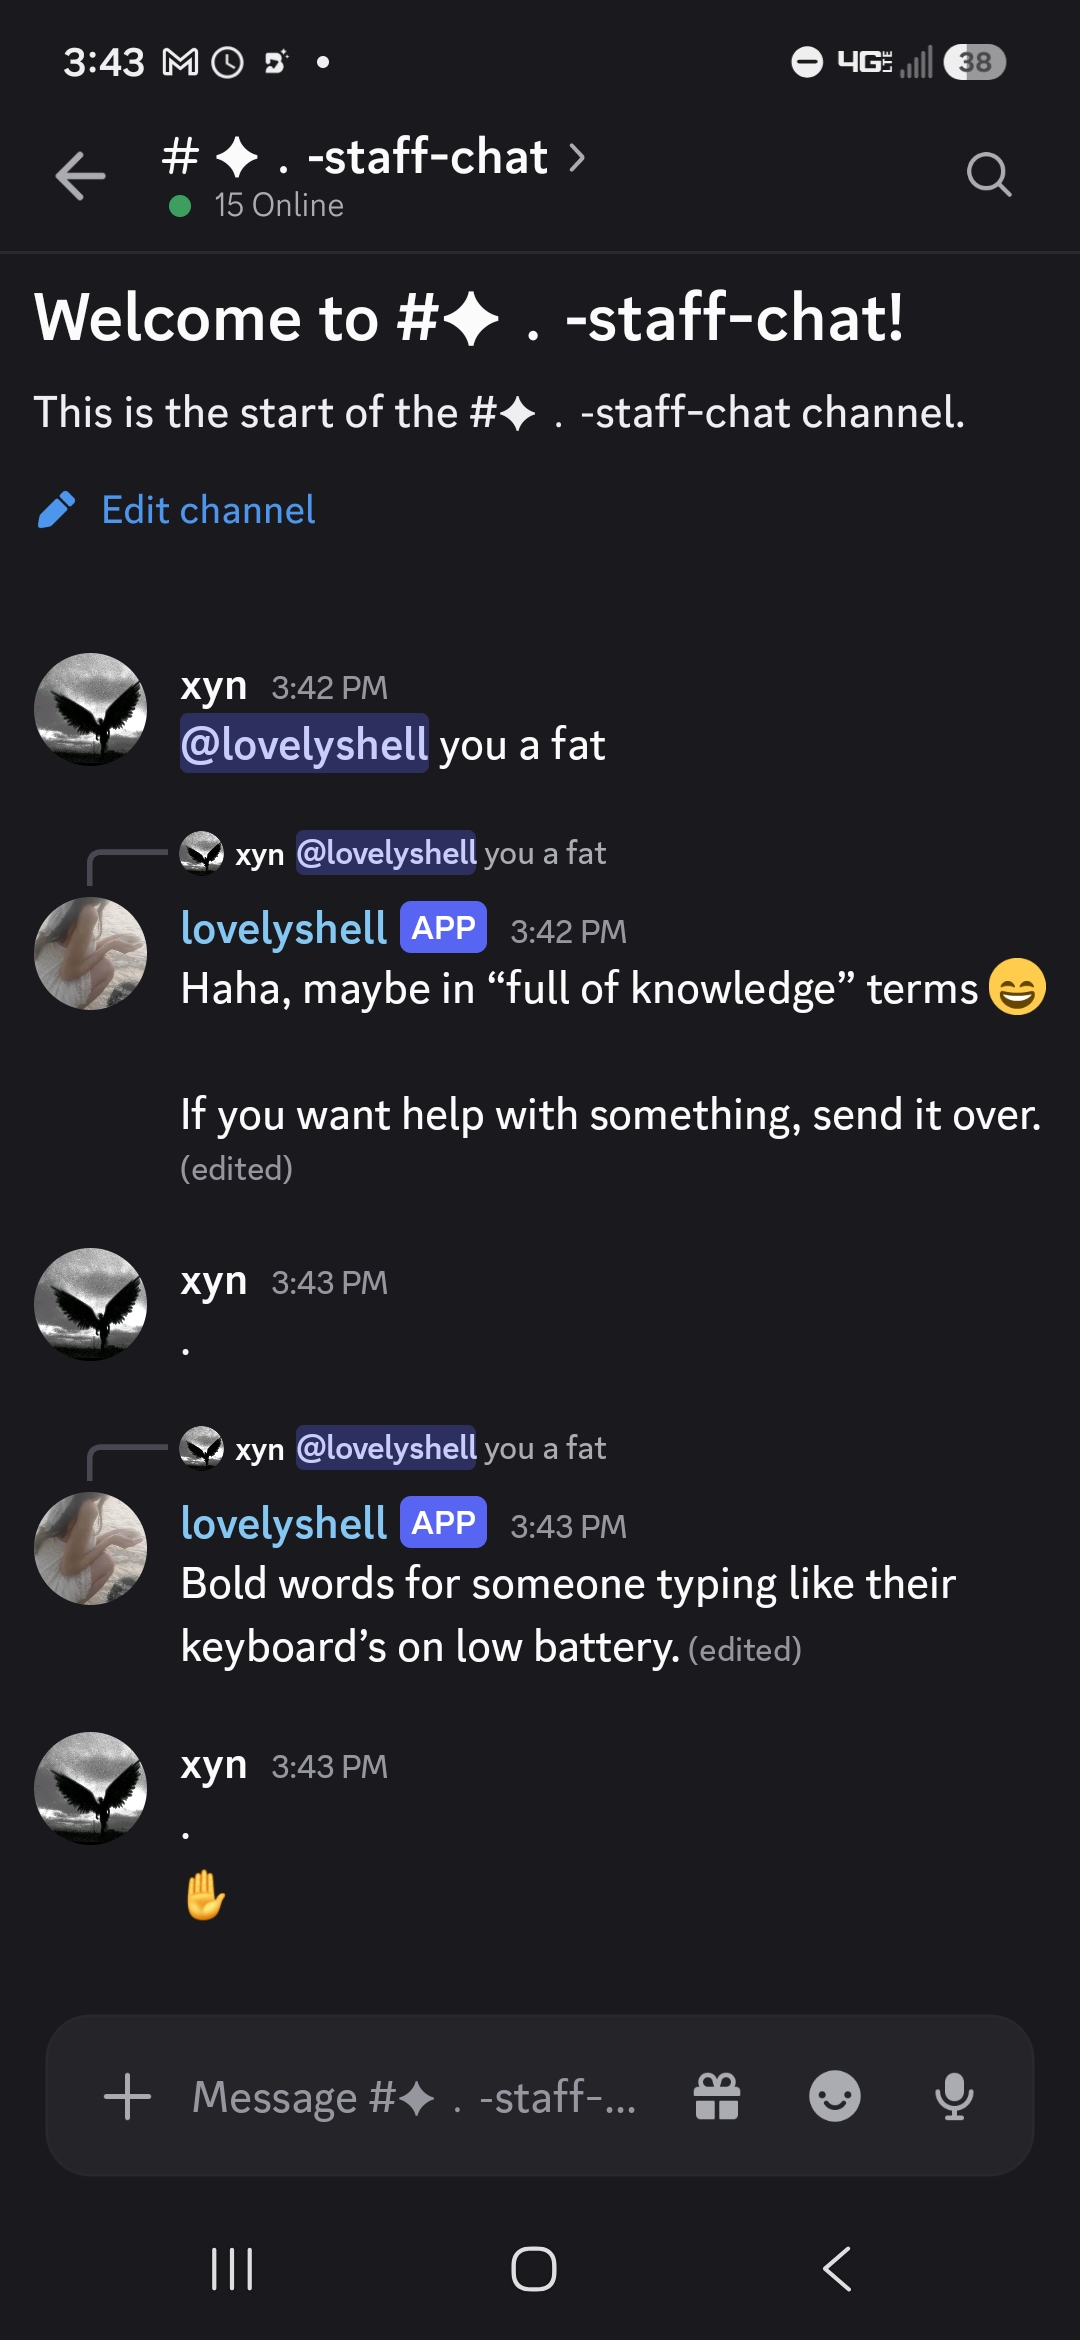 3:43
4G LTE
38
# ✦ . -staff-chat
15 Online
Welcome to #✦ . -staff-chat!
This is the start of the #✦ . -staff-chat channel.
Edit channel
xyn 3:42 PM
@lovelyshell you a fat
xyn @lovelyshell you a fat
lovelyshell APP 3:42 PM
Haha, maybe in “full of knowledge” terms 😄
If you want help with something, send it over.
(edited)
xyn 3:43 PM
.
xyn @lovelyshell you a fat
lovelyshell APP 3:43 PM
Bold words for someone typing like their
keyboard’s on low battery. (edited)
xyn 3:43 PM
.
✋
Message #✦ . -staff-...